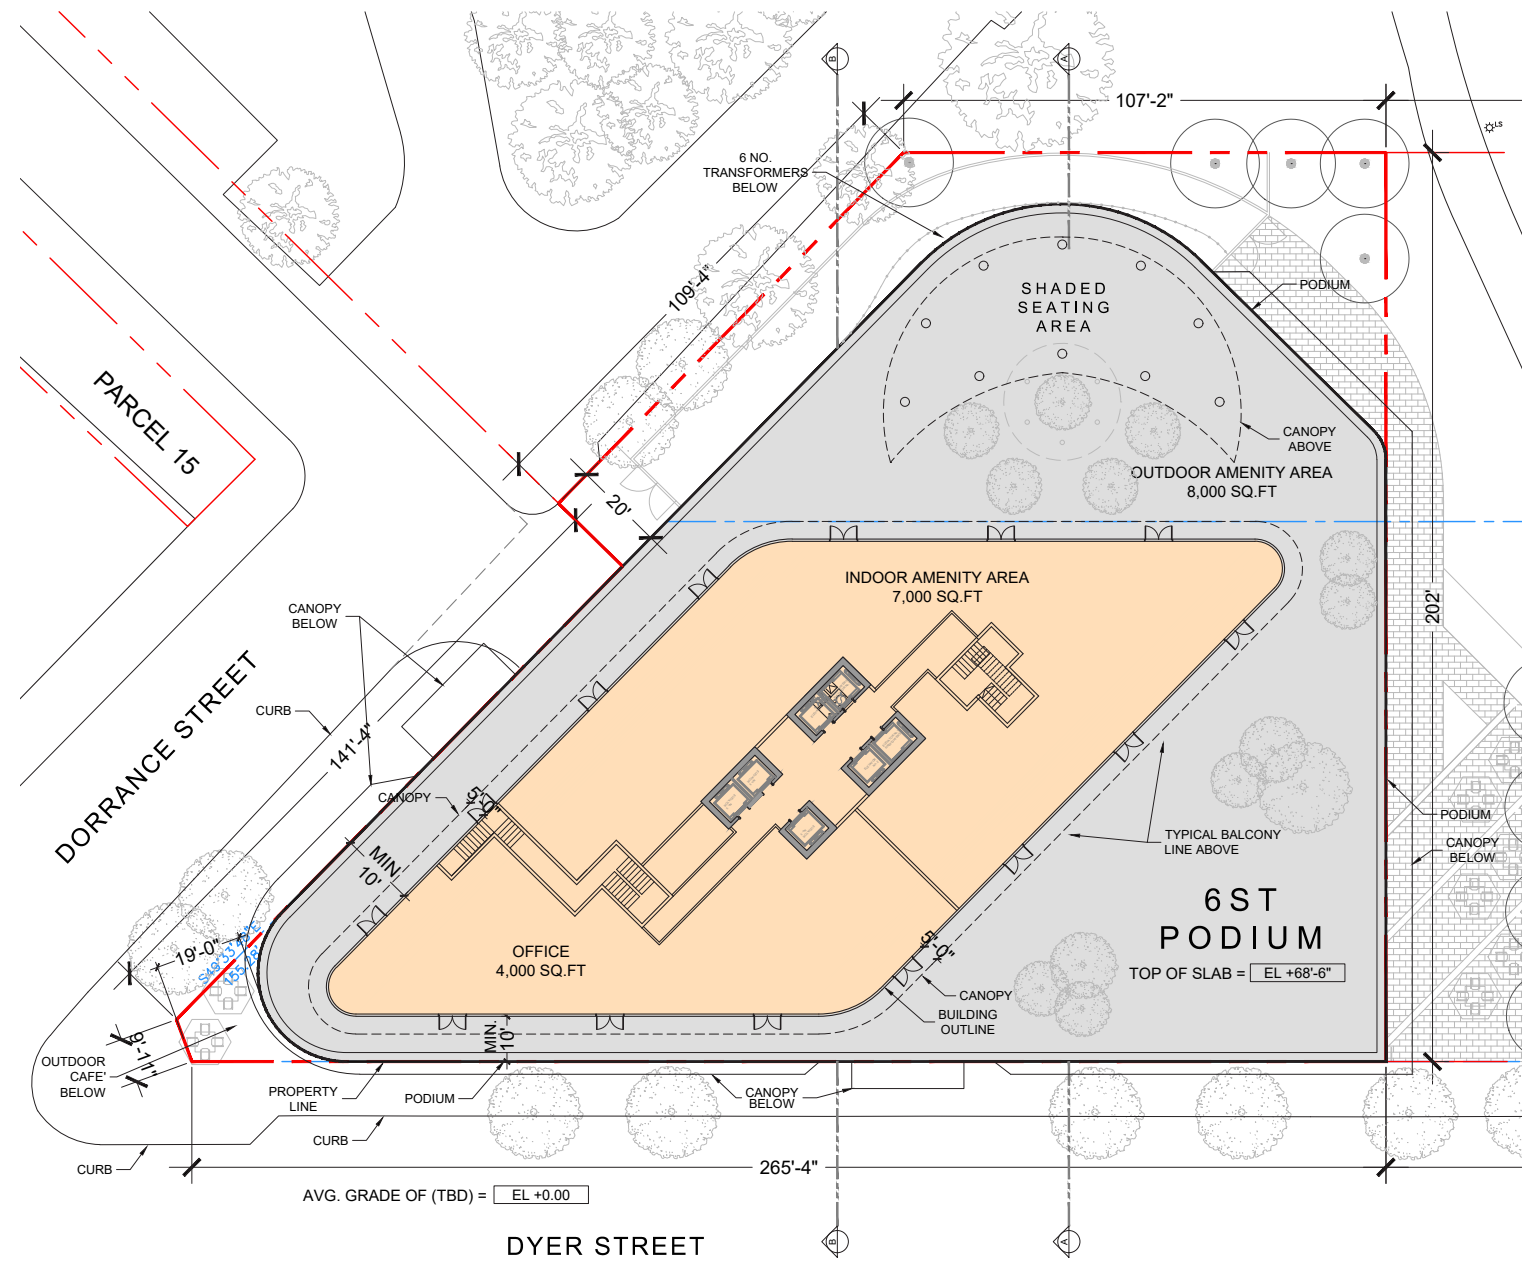 B
A
107'-2"
LS
6 NO.
TRANSFORMERS
BELOW
109'-4"
SHADED
SEATING
AREA
PODIUM
PARCEL 15
CANOPY
ABOVE
OUTDOOR AMENITY AREA
8,000 SQ.FT
20'
INDOOR AMENITY AREA
7,000 SQ.FT
202'
CANOPY
BELOW
DORRANCE STREET
CURB
141'-4"
CANOPY
5'-0"
MIN.
10'
TYPICAL BALCONY
LINE ABOVE
PODIUM
CANOPY
BELOW
6ST
PODIUM
TOP OF SLAB = EL +68'-6"
OFFICE
4,000 SQ.FT
5'-0"
CANOPY
BUILDING
OUTLINE
19'-0"
155.28'
9'-11"
OUTDOOR
CAFE'
BELOW
MIN.
10'
PROPERTY
LINE
PODIUM
CANOPY
BELOW
CURB
CURB
265'-4"
AVG. GRADE OF (TBD) = EL +0.00
DYER STREET
B
A